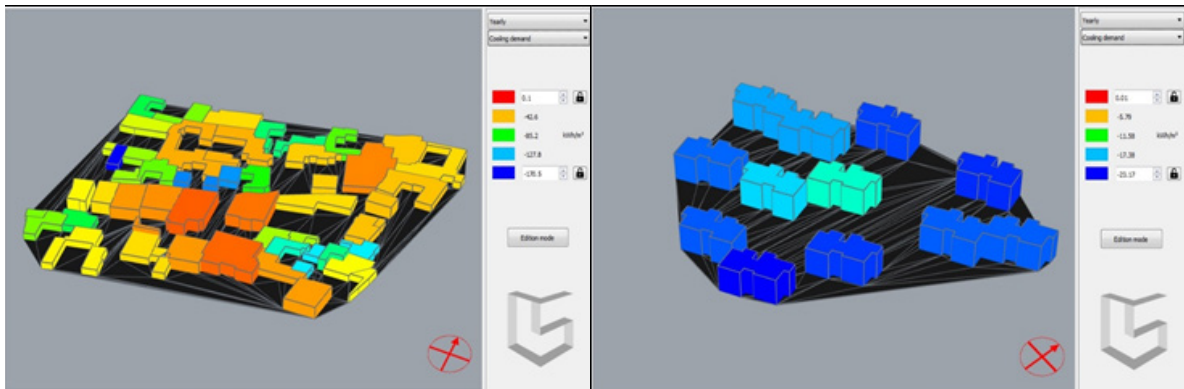 Yearly
Cooling demand
0.1
-42.6
-85.2
kWh/m²
-127.8
-170.5
Edition mode
Yearly
Cooling demand
0.01
-5.79
-11.58
kWh/m²
-17.38
-23.17
Edition mode